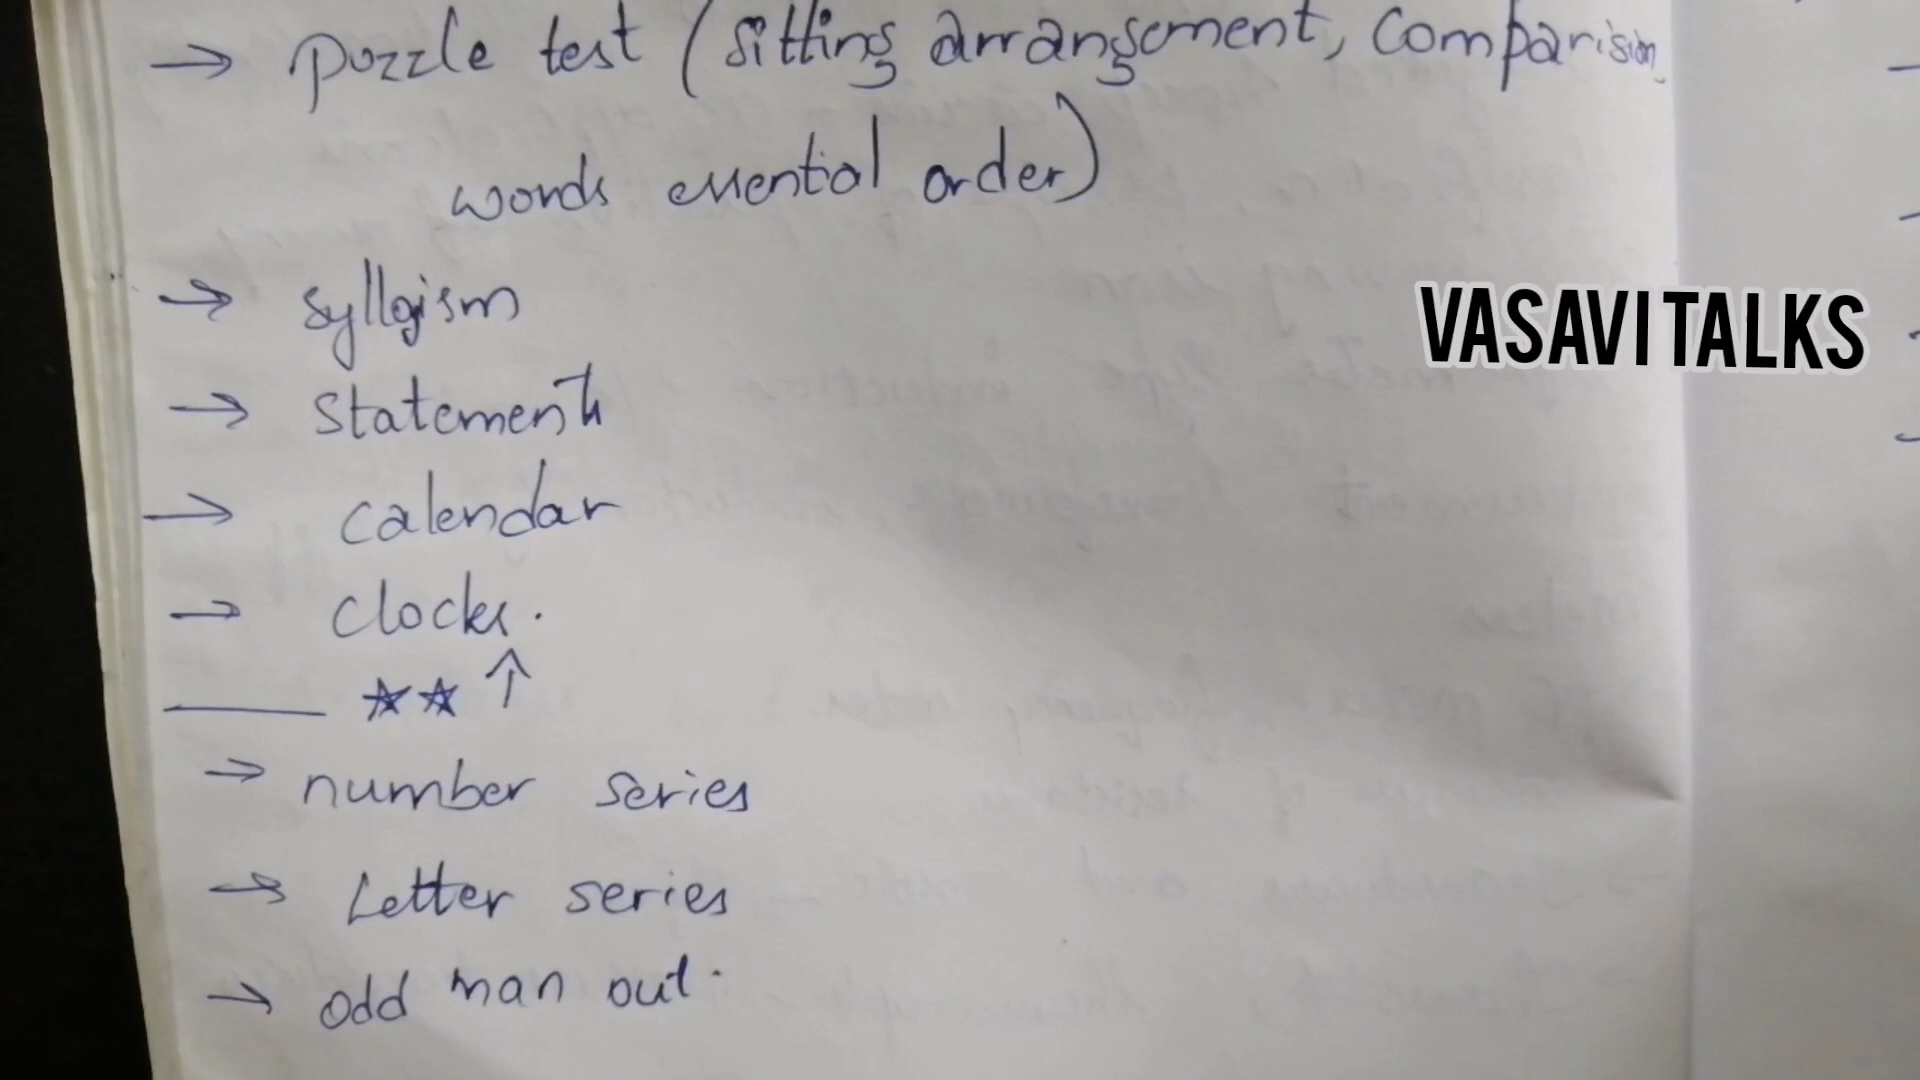 → puzzle test (sitting arrangement, Comparision
words essential order)
→ syllgism
→ Statements
→ calendar
→ clocks.
★★ ↑
→ number series
→ Letter series
→ odd man out.
VASAVI TALKS